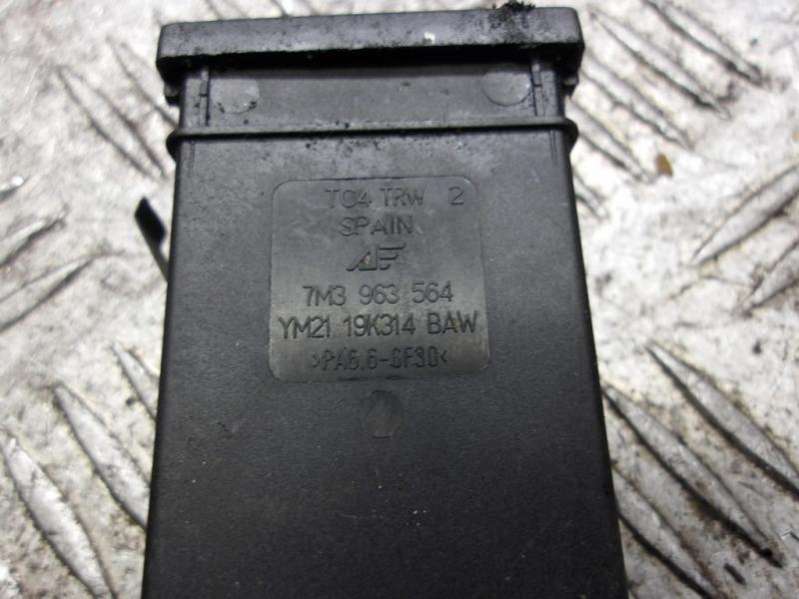 TC4 TRW 2
SPAIN
7M3 963 564
YM21 19K314 BAW
>PA6.6-GF30<